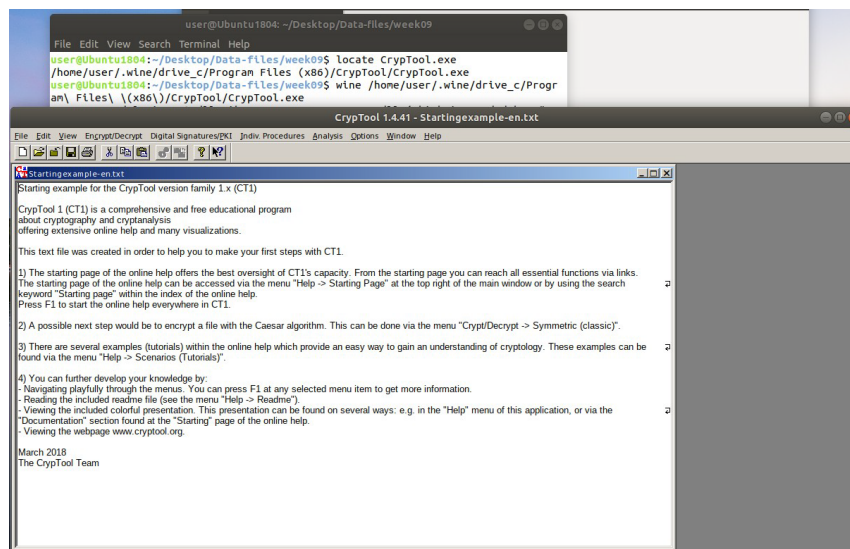 user@Ubuntu1804: ~/Desktop/Data-files/week09
File Edit View Search Terminal Help
user@Ubuntu1804:~/Desktop/Data-files/week09$ locate CrypTool.exe
/home/user/.wine/drive_c/Program Files (x86)/CrypTool/CrypTool.exe
user@Ubuntu1804:~/Desktop/Data-files/week09$ wine /home/user/.wine/drive_c/Progr
am\ Files\ \(x86\)/CrypTool/CrypTool.exe
CrypTool 1.4.41 - Startingexample-en.txt
File Edit View Encrypt/Decrypt Digital Signatures/PKI Indiv. Procedures Analysis Options Window Help
Startingexample-en.txt
Starting example for the CrypTool version family 1.x (CT1)
CrypTool 1 (CT1) is a comprehensive and free educational program
about cryptography and cryptanalysis
offering extensive online help and many visualizations.
This text file was created in order to help you to make your first steps with CT1.
1) The starting page of the online help offers the best oversight of CT1's capacity. From the starting page you can reach all essential functions via links.
The starting page of the online help can be accessed via the menu "Help -> Starting Page" at the top right of the main window or by using the search
keyword "Starting page" within the index of the online help.
Press F1 to start the online help everywhere in CT1.
2) A possible next step would be to encrypt a file with the Caesar algorithm. This can be done via the menu "Crypt/Decrypt -> Symmetric (classic)".
3) There are several examples (tutorials) within the online help which provide an easy way to gain an understanding of cryptology. These examples can be
found via the menu "Help -> Scenarios (Tutorials)".
4) You can further develop your knowledge by:
- Navigating playfully through the menus. You can press F1 at any selected menu item to get more information.
- Reading the included readme file (see the menu "Help -> Readme").
- Viewing the included colorful presentation. This presentation can be found on several ways: e.g. in the "Help" menu of this application, or via the
"Documentation" section found at the "Starting" page of the online help.
- Viewing the webpage www.cryptool.org.
March 2018
The CrypTool Team